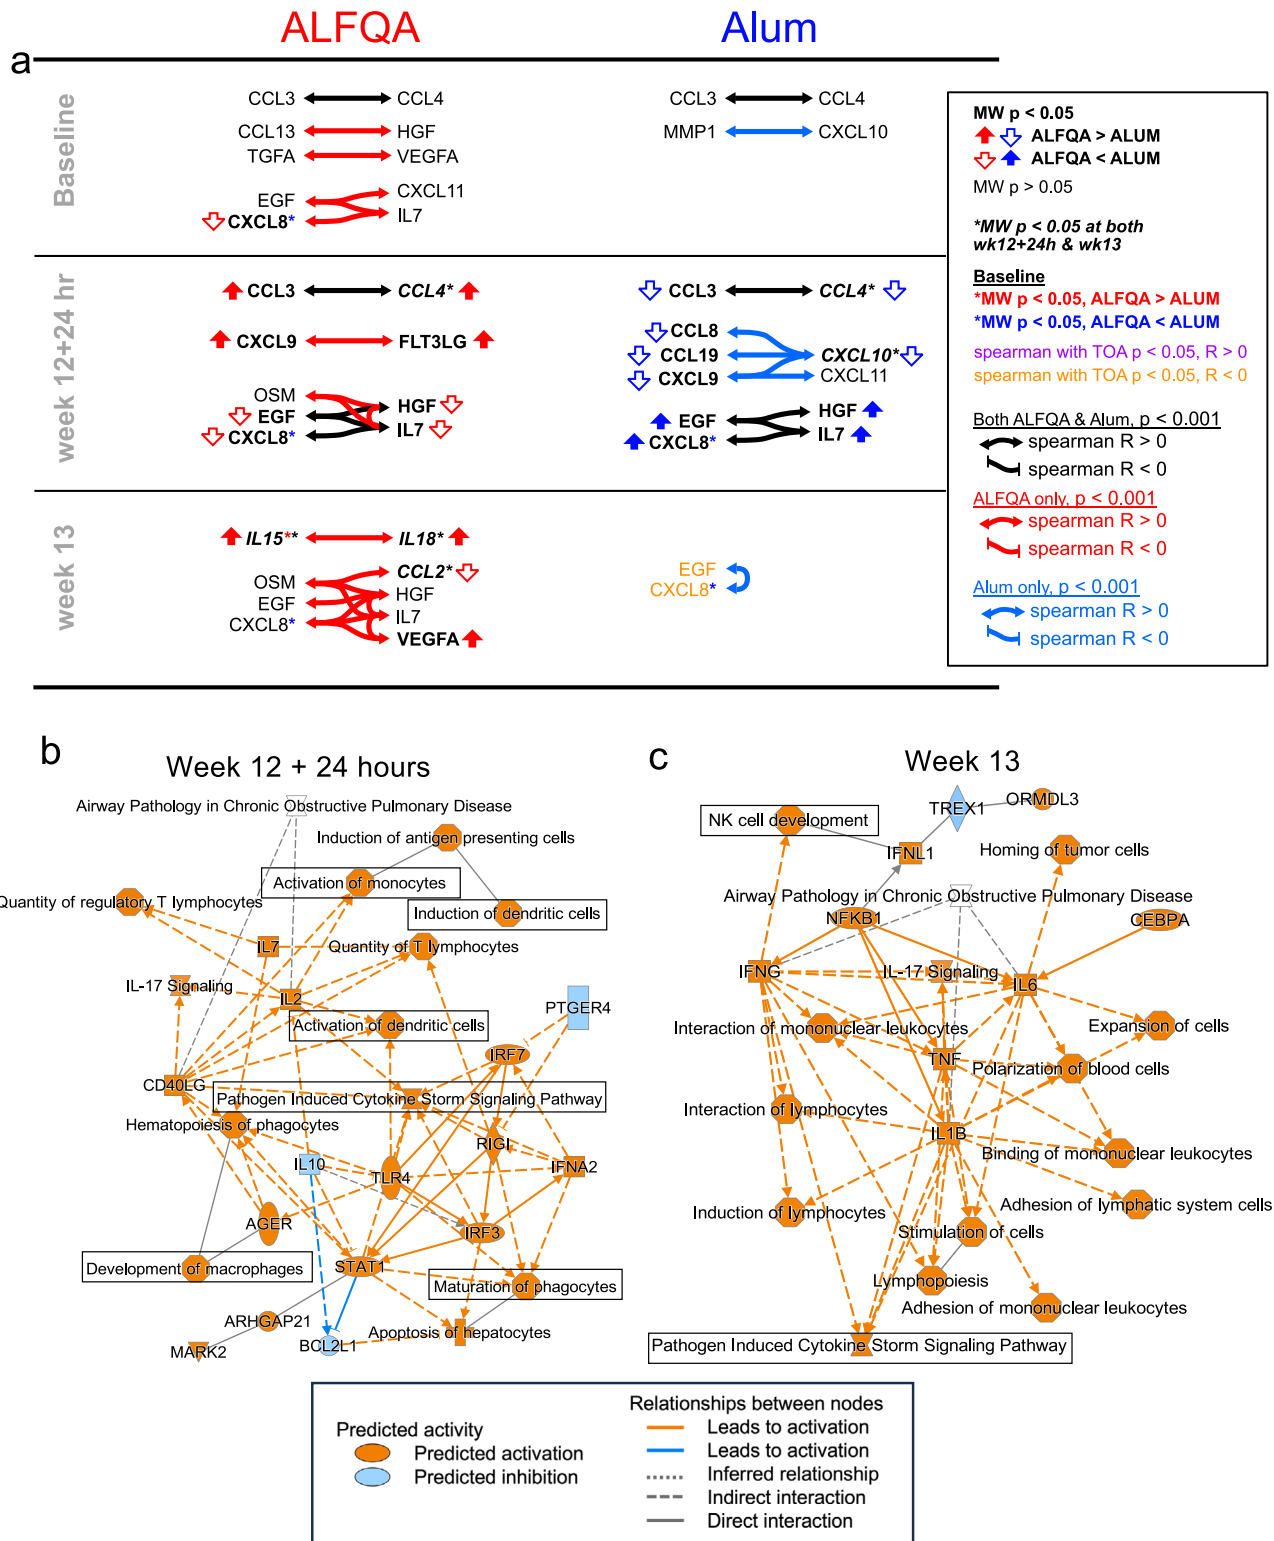 a
ALFQA
Alum
Baseline
CCL3
CCL4
CCL13
HGF
TGFA
VEGFA
EGF
CXCL11
CXCL8*
IL7
CCL3
CCL4
MMP1
CXCL10
week 12+24 hr
CCL3
CCL4*
CXCL9
FLT3LG
OSM
EGF
HGF
CXCL8*
IL7
CCL3
CCL4*
CCL8
CCL19
CXCL10*
CXCL9
CXCL11
EGF
HGF
CXCL8*
IL7
week 13
IL15**
IL18*
OSM
CCL2*
EGF
HGF
CXCL8*
IL7
VEGFA
EGF
CXCL8*
MW p < 0.05
ALFQA > ALUM
ALFQA < ALUM
MW p > 0.05
*MW p < 0.05 at both
wk12+24h & wk13
Baseline
*MW p < 0.05, ALFQA > ALUM
*MW p < 0.05, ALFQA < ALUM
spearman with TOA p < 0.05, R > 0
spearman with TOA p < 0.05, R < 0
Both ALFQA & Alum, p < 0.001
spearman R > 0
spearman R < 0
ALFQA only, p < 0.001
spearman R > 0
spearman R < 0
Alum only, p < 0.001
spearman R > 0
spearman R < 0
b
Week 12 + 24 hours
Airway Pathology in Chronic Obstructive Pulmonary Disease
Induction of antigen presenting cells
Activation of monocytes
Quantity of regulatory T lymphocytes
Induction of dendritic cells
IL7
Quantity of T lymphocytes
IL-17 Signaling
IL2
PTGER4
Activation of dendritic cells
IRF7
CD40LG
Pathogen Induced Cytokine Storm Signaling Pathway
Hematopoiesis of phagocytes
RIGI
IL10
TLR4
IFNA2
AGER
IRF3
Development of macrophages
STAT1
Maturation of phagocytes
ARHGAP21
Apoptosis of hepatocytes
MARK2
BCL2L1
c
Week 13
TREX1
ORMDL3
NK cell development
IFNL1
Homing of tumor cells
Airway Pathology in Chronic Obstructive Pulmonary Disease
NFKB1
CEBPA
IFNG
IL-17 Signaling
IL6
Interaction of mononuclear leukocytes
Expansion of cells
TNF
Polarization of blood cells
Interaction of lymphocytes
IL1B
Binding of mononuclear leukocytes
Adhesion of lymphatic system cells
Induction of lymphocytes
Stimulation of cells
Lymphopoiesis
Adhesion of mononuclear leukocytes
Pathogen Induced Cytokine Storm Signaling Pathway
Predicted activity
Predicted activation
Predicted inhibition
Relationships between nodes
Leads to activation
Leads to activation
Inferred relationship
Indirect interaction
Direct interaction